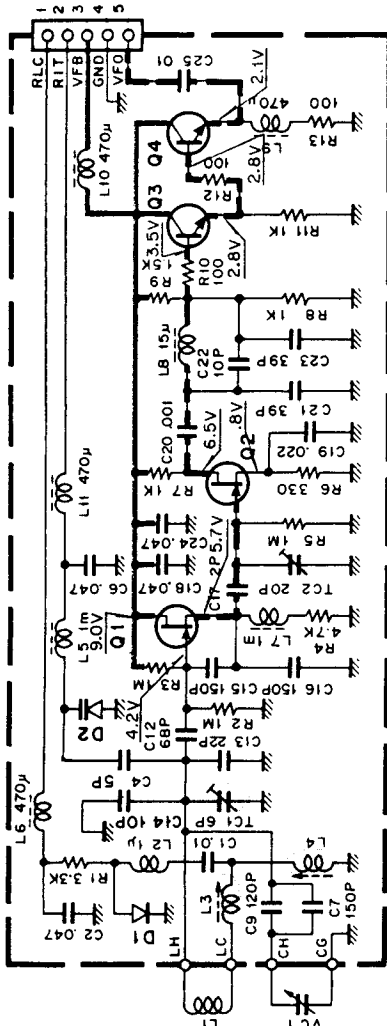 1 2 3 4 5
RLC
RIT
VFB
GND
VFO
C25 .01
L10 470μ
Q3
Q4
2.1V
470μ
L9
100
R13
100
R12
2.8V
3.5V
1.5K
R9
R10
100
2.8V
R11 1K
L8 15μ
C22
10P
R8
1K
C23 39P
C21 39P
C20 .001
6.5V
Q2
.8V
C19 .022
R7 1K
R6 330
L11 470μ
C6 .047
C24 .047
C18 .047
C17 2P
5.7V
R5 1M
TC2 20P
L5 1m
9.0V
Q1
L7 1m
4.7K
R4
R3 1M
4.2V
C15 150P
C16 150P
D2
C12
68P
R2 1M
C13 22P
C4
5P
C14 10P
TC1 6P
L6 470μ
R1 3.3K
L2 1μ
C1 .01
L4
L3
C2 .047
D1
C9 120P
C7
150P
LH
LC
CH
CG